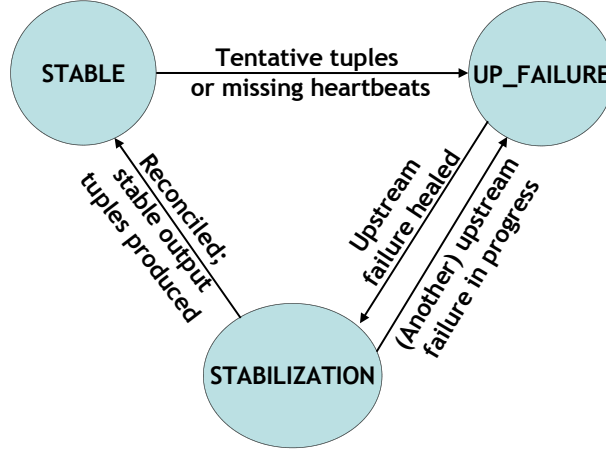 STABLE
Tentative tuples
or missing heartbeats
UP_FAILURE
Reconciled;
stable output
tuples produced
Upstream
failure healed
(Another) upstream
failure in progress
STABILIZATION